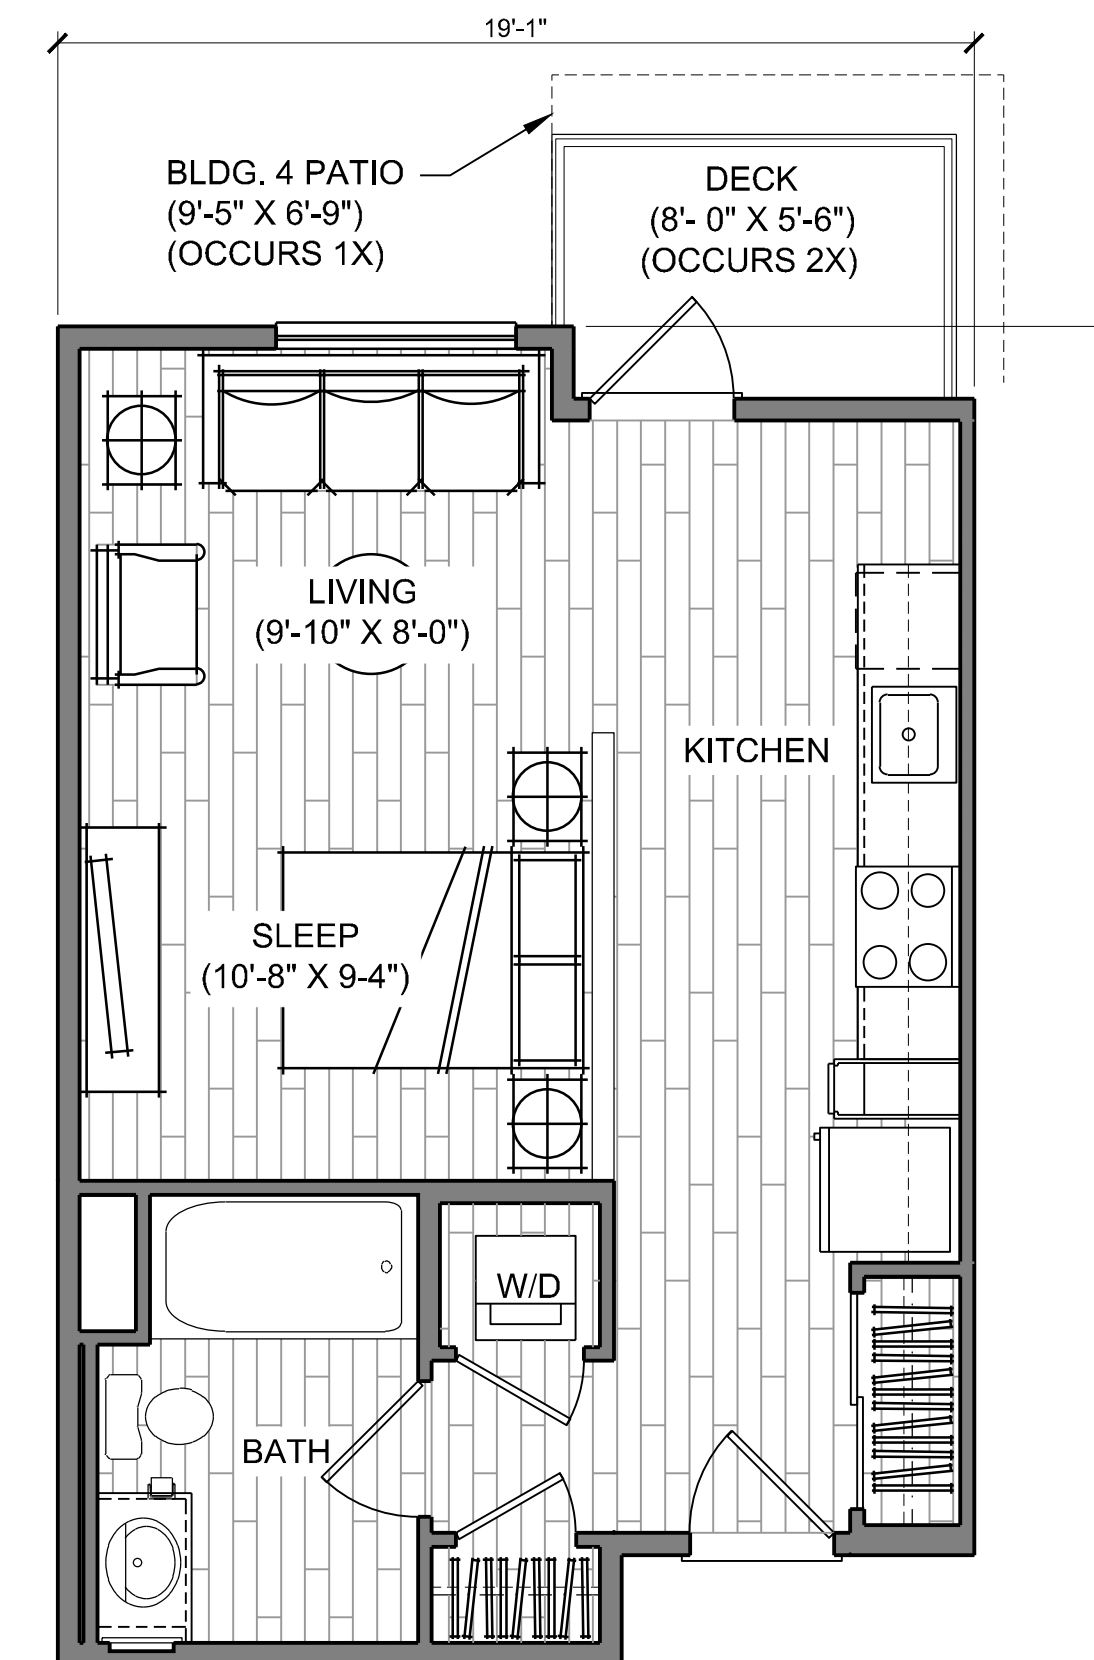 19'-1"
BLDG. 4 PATIO
(9'-5" X 6'-9")
(OCCURS 1X)
DECK
(8'- 0" X 5'-6")
(OCCURS 2X)
LIVING
(9'-10" X 8'-0")
KITCHEN
SLEEP
(10'-8" X 9-4")
W/D
BATH